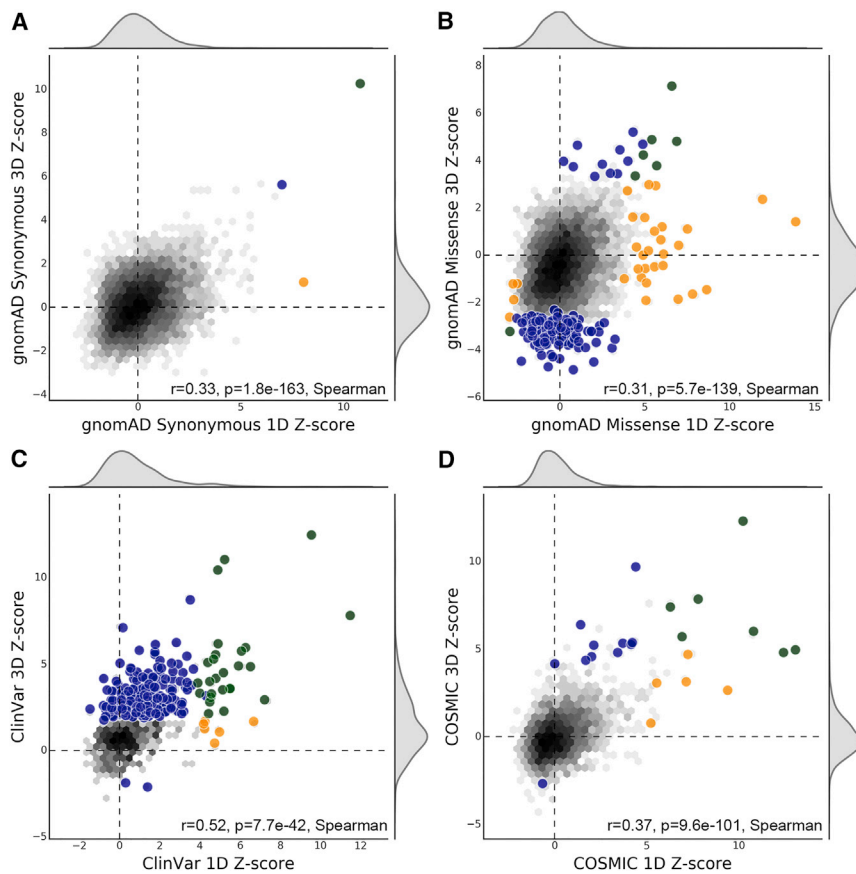 A
gnomAD Synonymous 3D Z-score
10
8
6
4
2
0
−2
−4
r=0.33, p=1.8e-163, Spearman
0
5
10
gnomAD Synonymous 1D Z-score
B
gnomAD Missense 3D Z-score
8
6
4
2
0
−2
−4
−6
r=0.31, p=5.7e-139, Spearman
0
5
10
15
gnomAD Missense 1D Z-score
C
ClinVar 3D Z-score
10
5
0
−5
r=0.52, p=7.7e-42, Spearman
−2
0
2
4
6
8
10
12
ClinVar 1D Z-score
D
COSMIC 3D Z-score
10
5
0
−5
r=0.37, p=9.6e-101, Spearman
0
5
10
COSMIC 1D Z-score